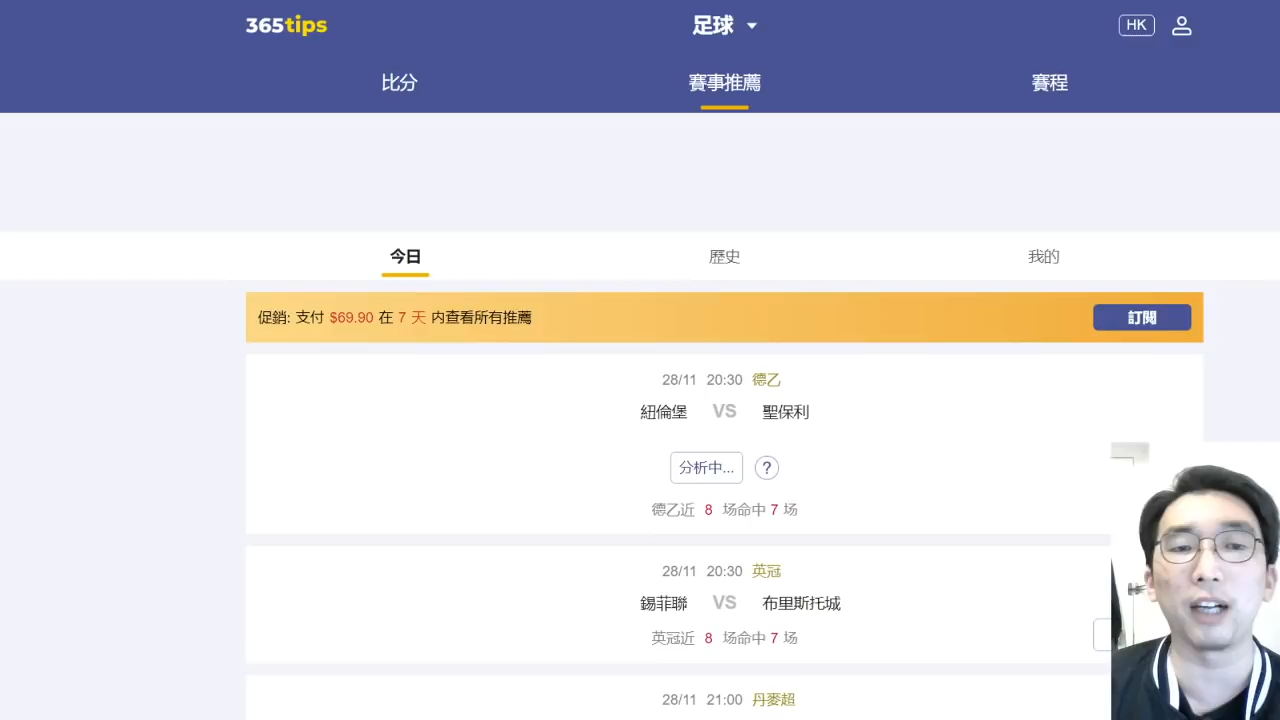 365tips
足球
HK
比分
賽事推薦
賽程
今日
歷史
我的
促銷: 支付 $69.90 在 7 天 内查看所有推薦
訂閱
28/11 20:30 德乙
紐倫堡 VS 聖保利
分析中... ?
德乙近 8 场命中 7 场
28/11 20:30 英冠
錫菲聯 VS 布里斯托城
英冠近 8 场命中 7 场
28/11 21:00 丹麥超